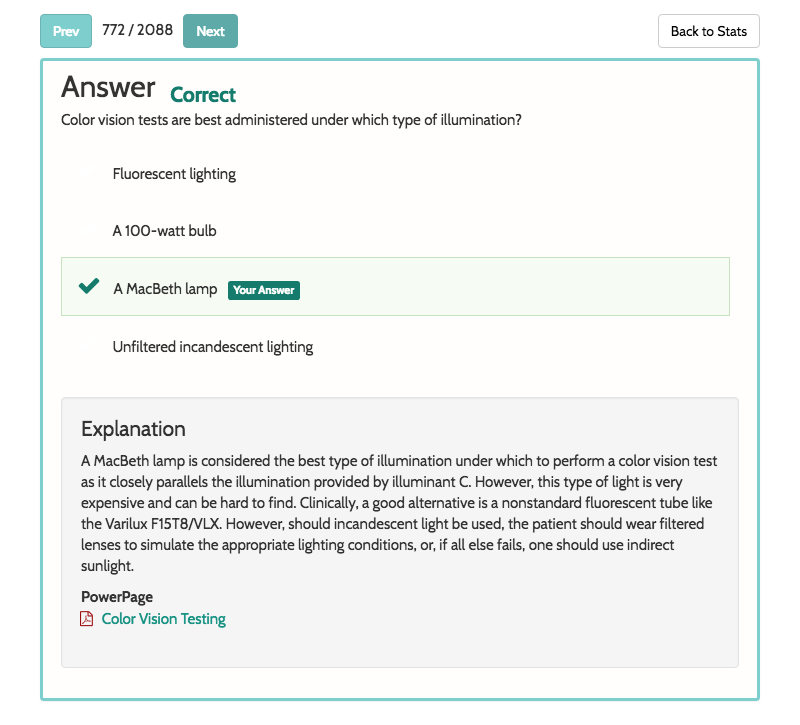 Prev 772 / 2088 Next Back to Stats
Answer Correct
Color vision tests are best administered under which type of illumination?
Fluorescent lighting
A 100-watt bulb
A MacBeth lamp Your Answer
Unfiltered incandescent lighting
Explanation
A MacBeth lamp is considered the best type of illumination under which to perform a color vision test
as it closely parallels the illumination provided by illuminant C. However, this type of light is very
expensive and can be hard to find. Clinically, a good alternative is a nonstandard fluorescent tube like
the Varilux F15T8/VLX. However, should incandescent light be used, the patient should wear filtered
lenses to simulate the appropriate lighting conditions, or, if all else fails, one should use indirect
sunlight.
PowerPage
Color Vision Testing